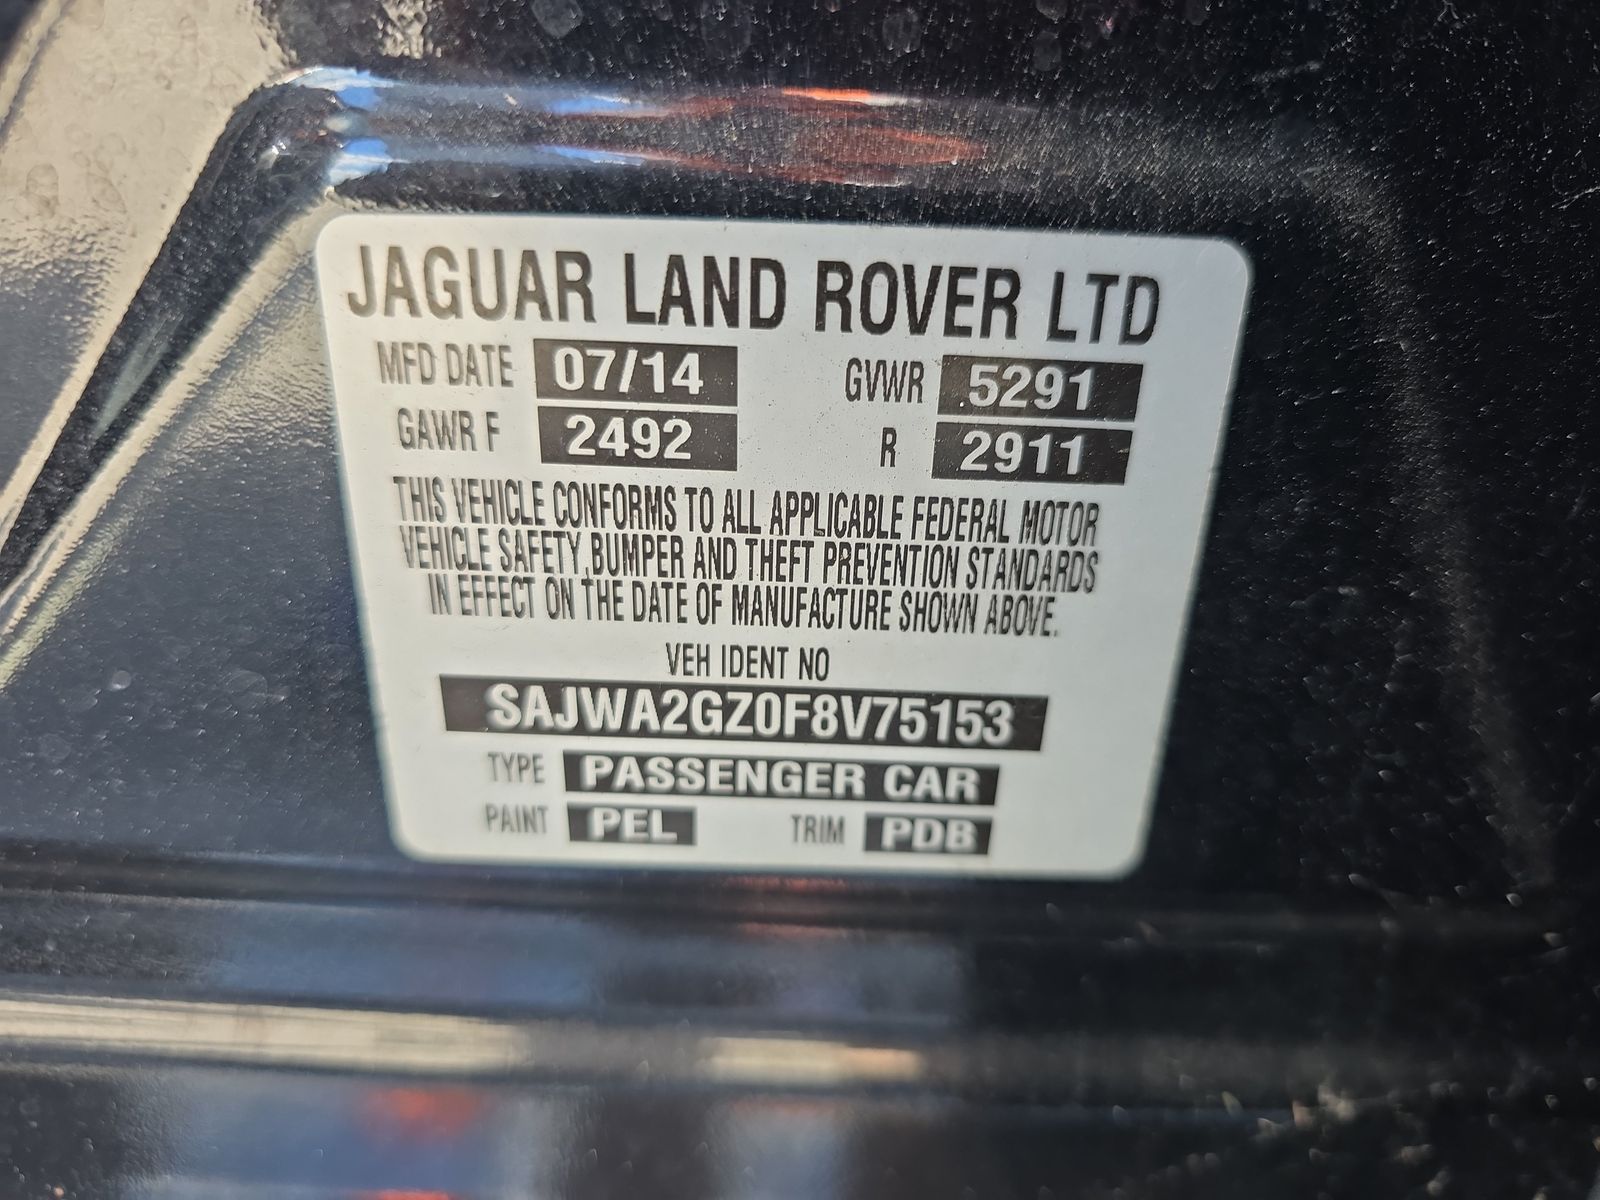 JAGUAR LAND ROVER LTD
MFD DATE 07/14 GVWR 5291
GAWR F 2492 R 2911
THIS VEHICLE CONFORMS TO ALL APPLICABLE FEDERAL MOTOR
VEHICLE SAFETY,BUMPER AND THEFT PREVENTION STANDARDS
IN EFFECT ON THE DATE OF MANUFACTURE SHOWN ABOVE.
VEH IDENT NO
SAJWA2GZ0F8V75153
TYPE PASSENGER CAR
PAINT PEL TRIM PDB